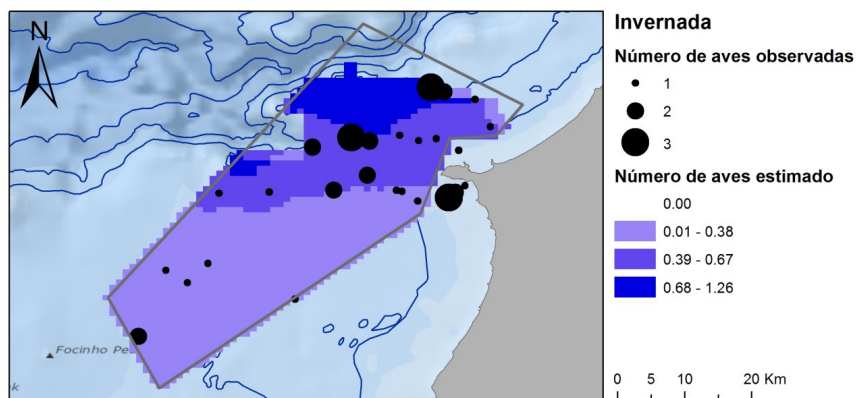 N
Focinho
k
Invernada
Número de aves observadas
1
2
3
Número de aves estimado
0.00
0.01 - 0.38
0.39 - 0.67
0.68 - 1.26
0 5 10 20 Km